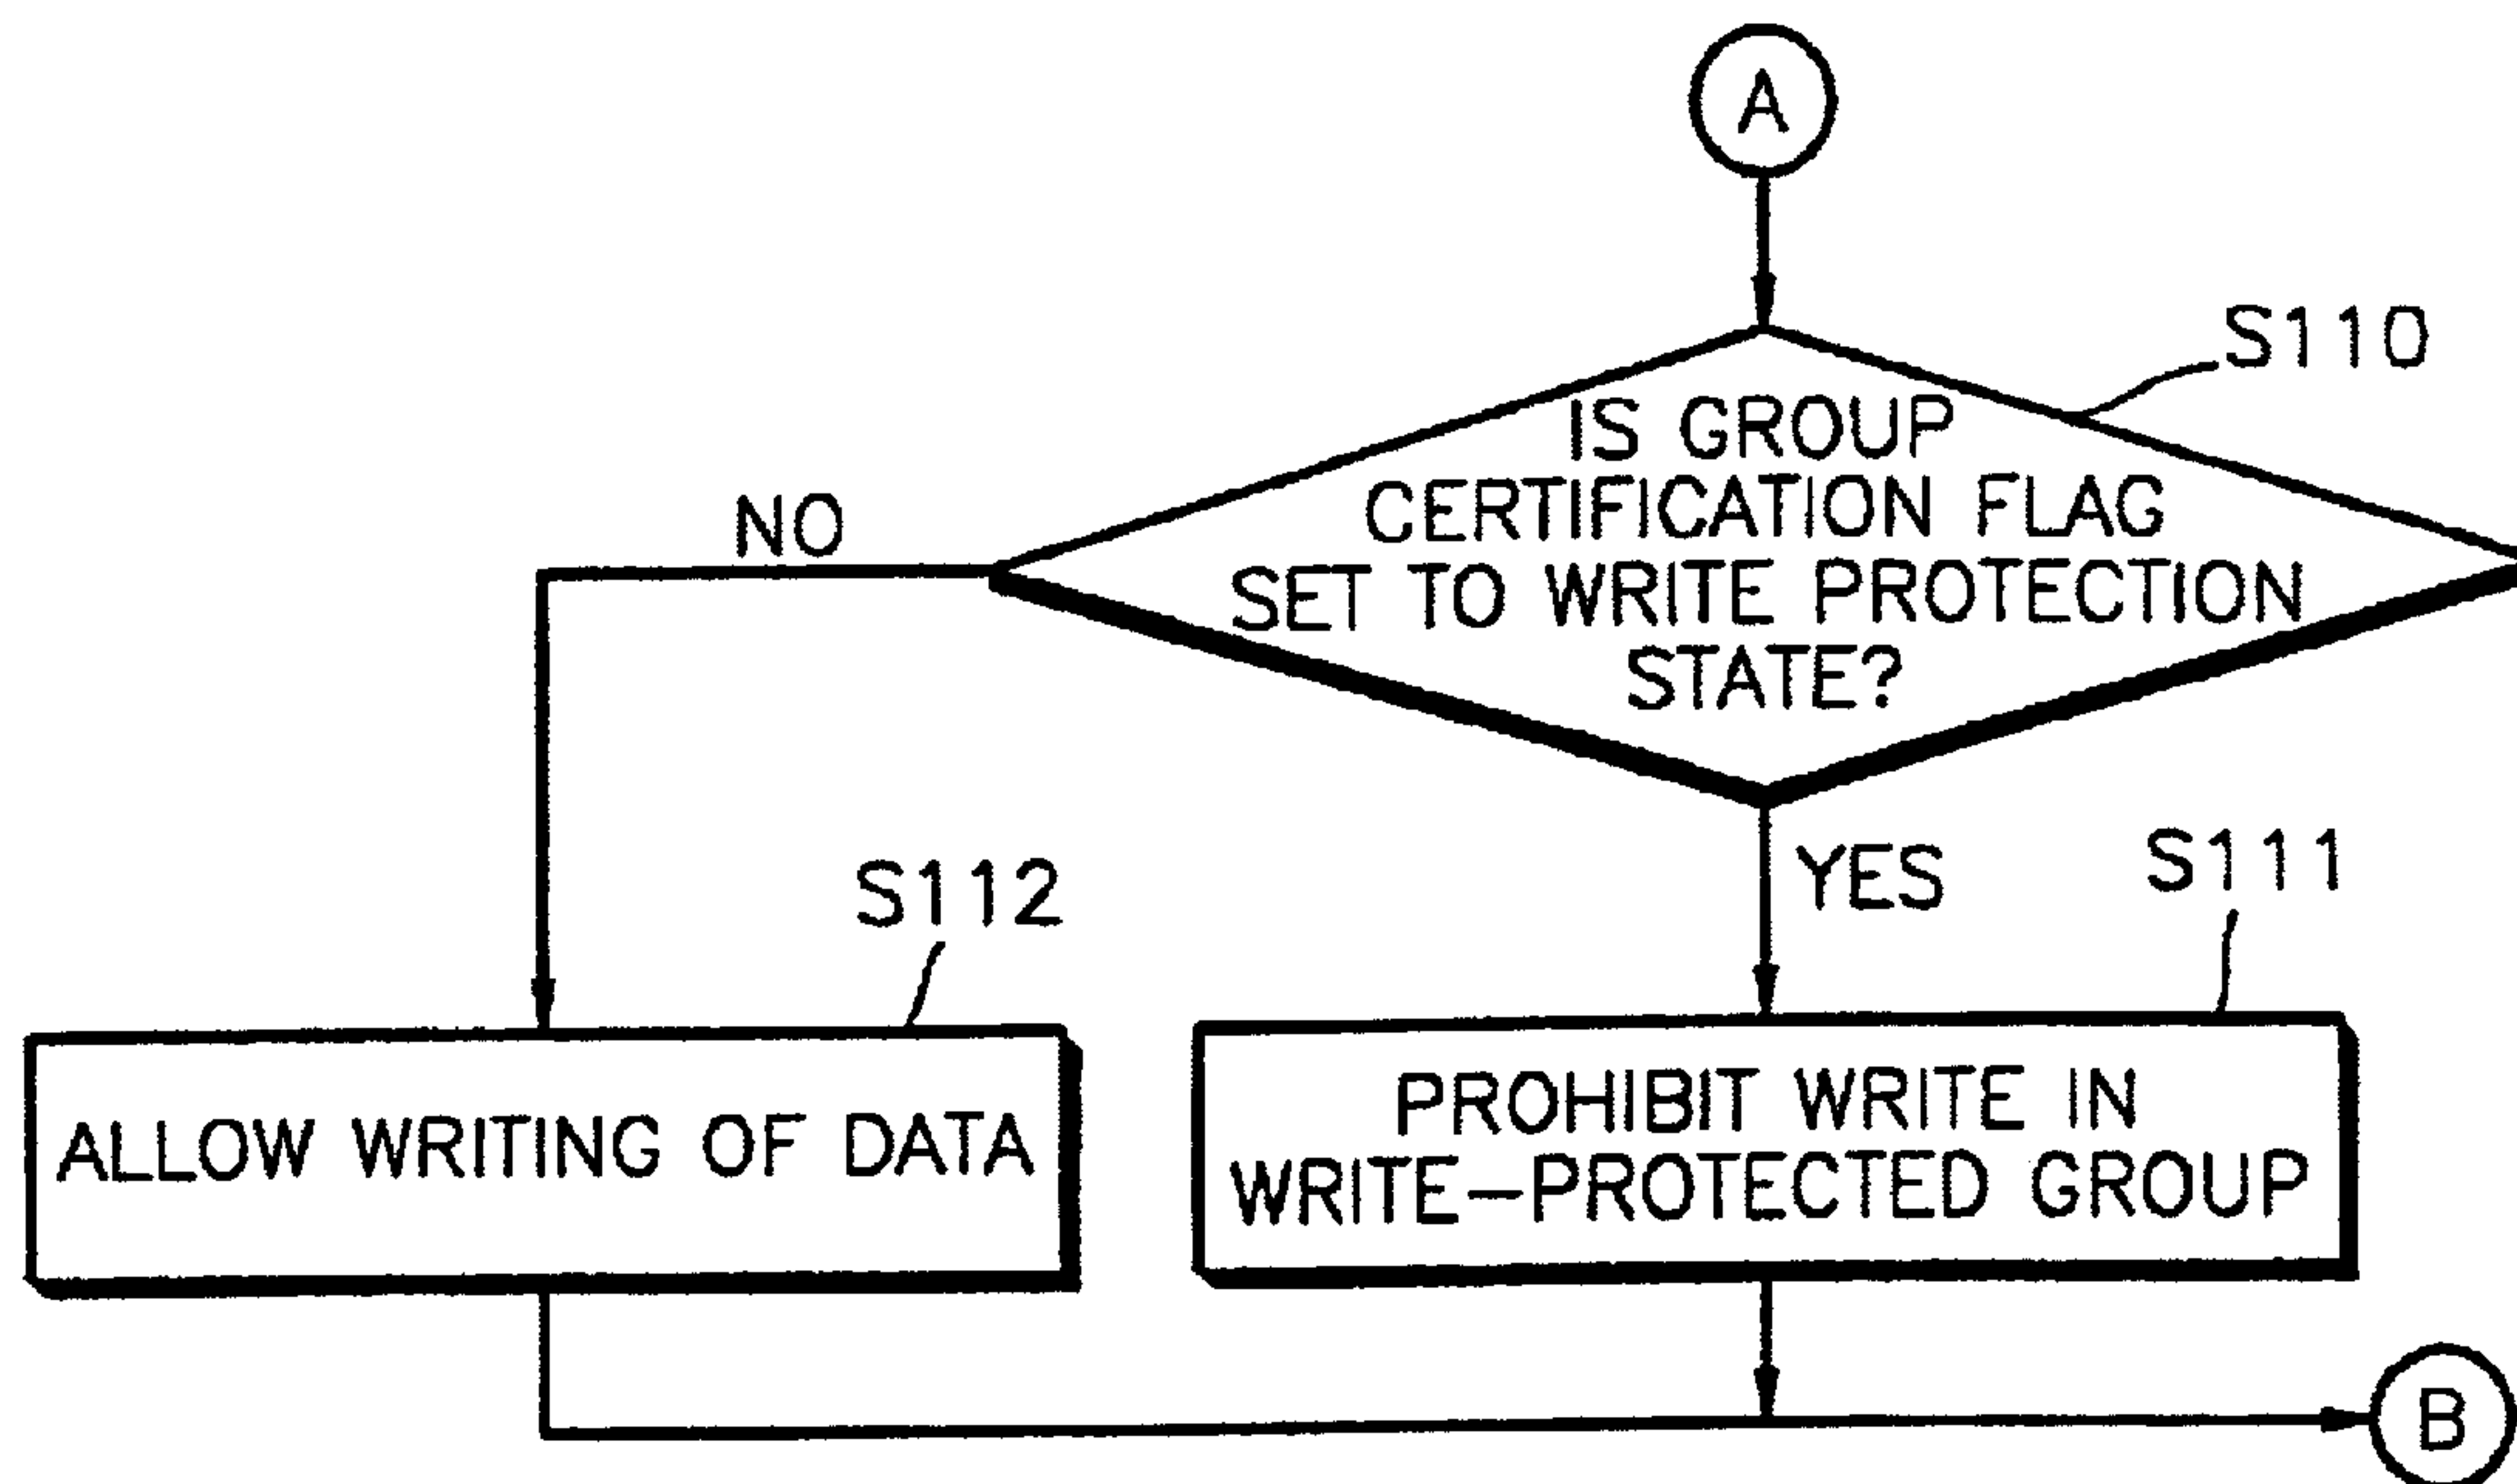 A
S110
IS GROUP
CERTIFICATION FLAG
SET TO WRITE PROTECTION
STATE?
NO
YES
S112
S111
ALLOW WRITING OF DATA
PROHIBIT WRITE IN
WRITE-PROTECTED GROUP
B